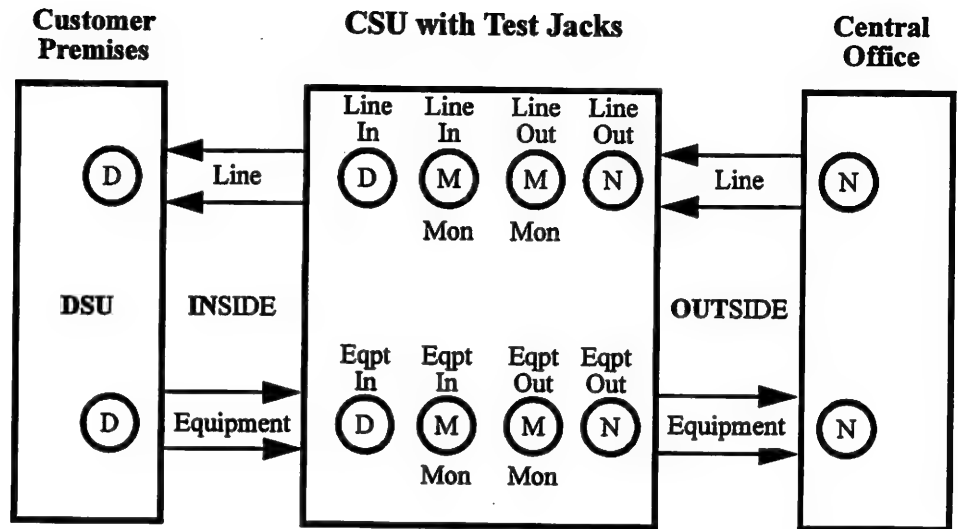 Customer
Premises
CSU with Test Jacks
Central
Office
Line
In
Line
In
Line
Out
Line
Out
D
Line
D
M
M
N
Line
N
Mon
Mon
DSU
INSIDE
OUTSIDE
Eqpt
In
Eqpt
In
Eqpt
Out
Eqpt
Out
D
Equipment
D
M
M
N
Equipment
N
Mon
Mon